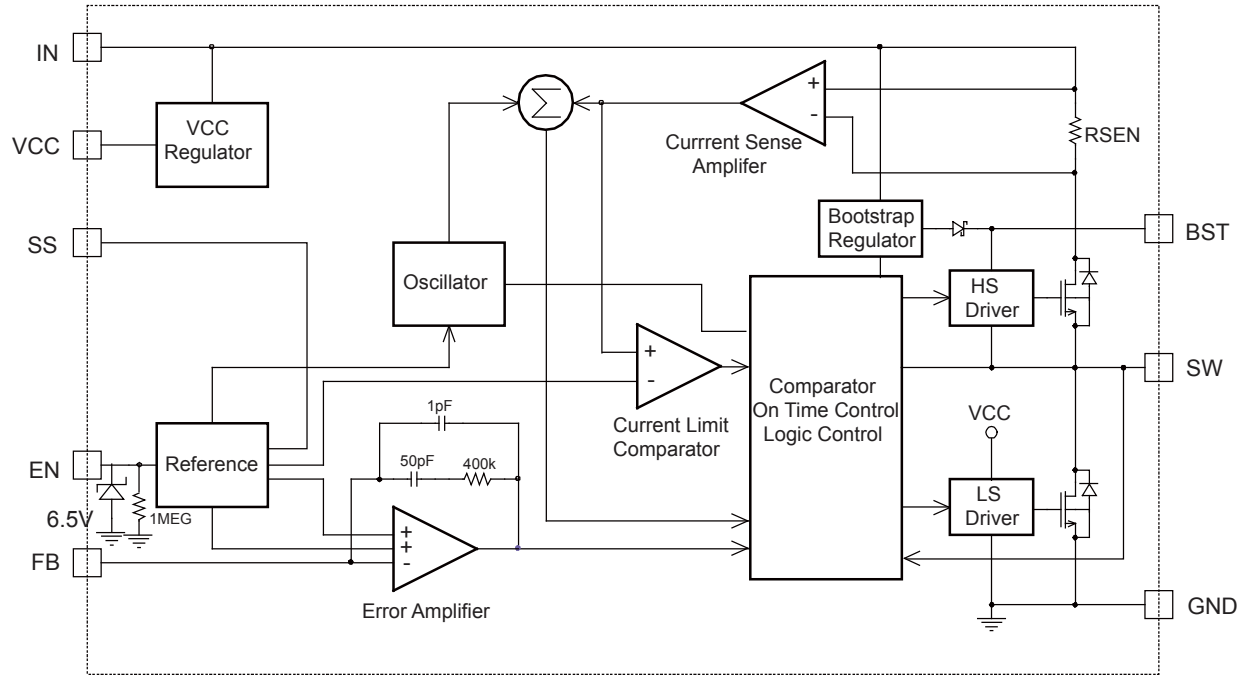 IN
VCC
VCC
Regulator
SS
EN
6.5V
1MEG
FB
Reference
Oscillator
Σ
+
-
Currrent Sense
Amplifer
RSEN
Bootstrap
Regulator
BST
HS
Driver
SW
+
-
Current Limit
Comparator
Comparator
On Time Control
Logic Control
VCC
LS
Driver
GND
1pF
50pF
400k
+
+
-
Error Amplifier